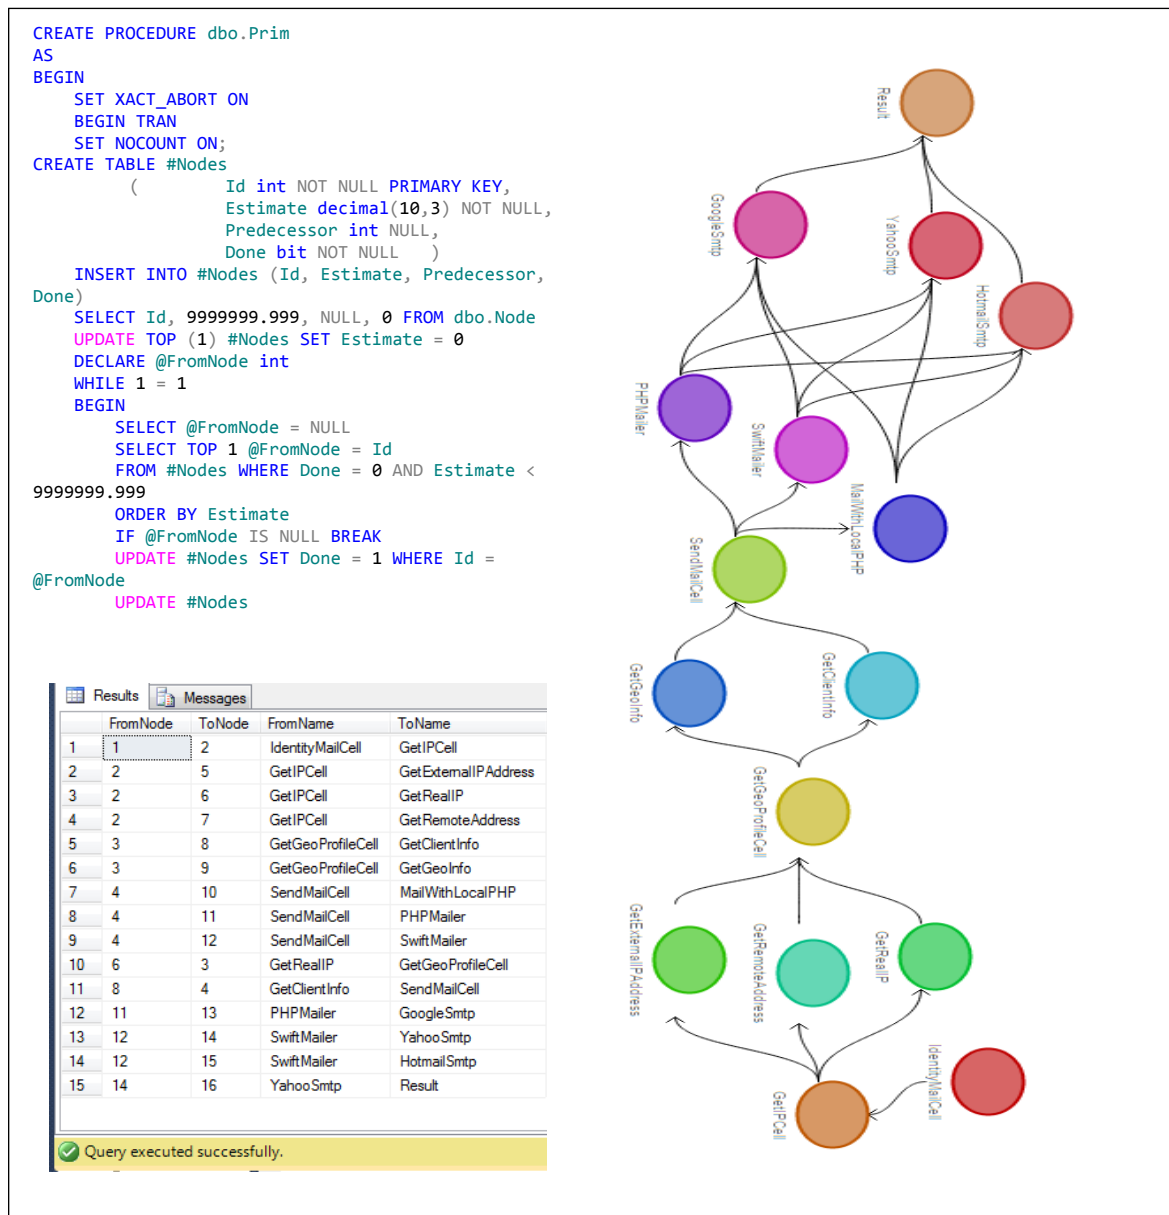 CREATE PROCEDURE dbo.Prim
AS
BEGIN
SET XACT_ABORT ON
BEGIN TRAN
SET NOCOUNT ON;
CREATE TABLE #Nodes
( Id int NOT NULL PRIMARY KEY,
Estimate decimal(10,3) NOT NULL,
Predecessor int NULL,
Done bit NOT NULL )
INSERT INTO #Nodes (Id, Estimate, Predecessor,
Done)
SELECT Id, 9999999.999, NULL, 0 FROM dbo.Node
UPDATE TOP (1) #Nodes SET Estimate = 0
DECLARE @FromNode int
WHILE 1 = 1
BEGIN
SELECT @FromNode = NULL
SELECT TOP 1 @FromNode = Id
FROM #Nodes WHERE Done = 0 AND Estimate <
9999999.999
ORDER BY Estimate
IF @FromNode IS NULL BREAK
UPDATE #Nodes SET Done = 1 WHERE Id =
@FromNode
UPDATE #Nodes
Results Messages
FromNode ToNode FromName ToName
1 1 2 IdentityMailCell GetIPCell
2 2 5 GetIPCell GetExternalIPAddress
3 2 6 GetIPCell GetRealIP
4 2 7 GetIPCell GetRemoteAddress
5 3 8 GetGeoProfileCell GetClientInfo
6 3 9 GetGeoProfileCell GetGeoInfo
7 4 10 SendMailCell MailWithLocalPHP
8 4 11 SendMailCell PHPMailer
9 4 12 SendMailCell SwiftMailer
10 6 3 GetRealIP GetGeoProfileCell
11 8 4 GetClientInfo SendMailCell
12 11 13 PHPMailer GoogleSmtp
13 12 14 SwiftMailer YahooSmtp
14 12 15 SwiftMailer HotmailSmtp
15 14 16 YahooSmtp Result
Query executed successfully.
Result
GoogleSmtp
YahooSmtp
HotmailSmtp
PHPMailer
SwiftMailer
MailWithLocalPHP
SendMailCell
GetGeoInfo
GetClientInfo
GetGeoProfileCell
GetExternalIPAddress
GetRemoteAddress
GetRealIP
IdentityMailCell
GetIPCell